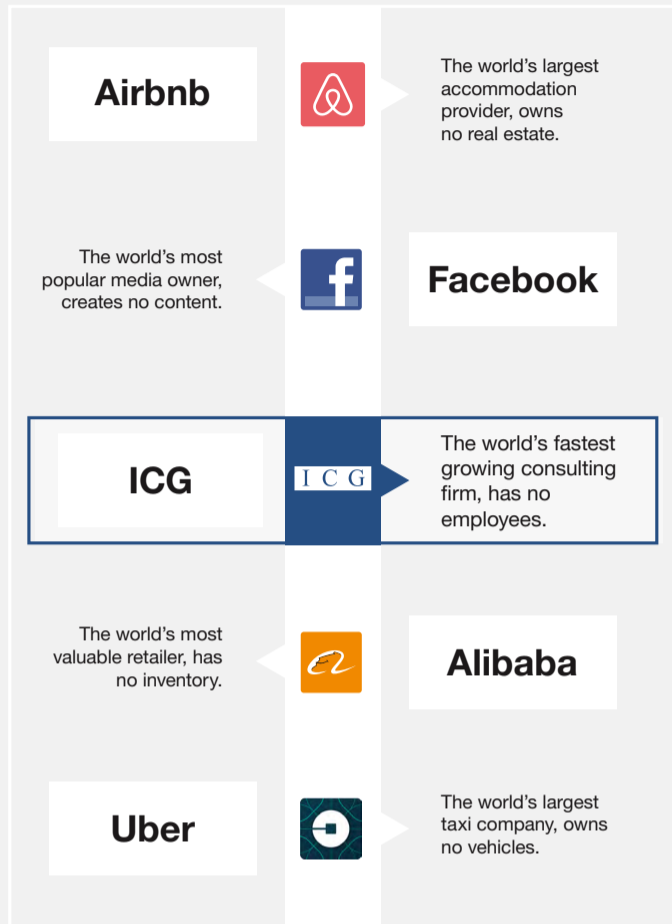 Airbnb
The world's largest
accommodation
provider, owns
no real estate.
The world's most
popular media owner,
creates no content.
f
Facebook
ICG
I C G
The world's fastest
growing consulting
firm, has no
employees.
The world's most
valuable retailer, has
no inventory.
Alibaba
Uber
The world's largest
taxi company, owns
no vehicles.